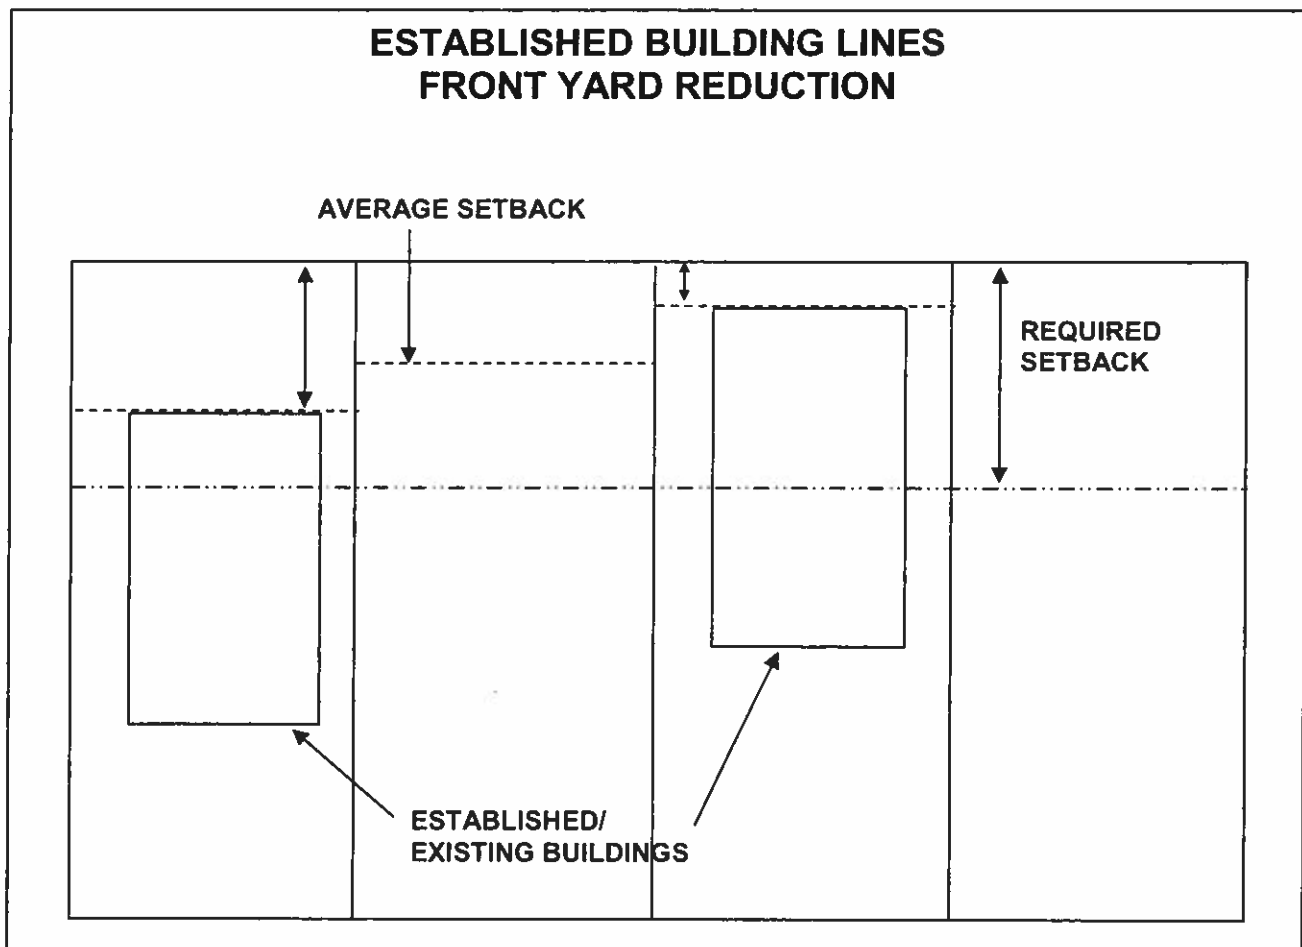 ESTABLISHED BUILDING LINES
FRONT YARD REDUCTION
AVERAGE SETBACK
REQUIRED
SETBACK
ESTABLISHED/
EXISTING BUILDINGS